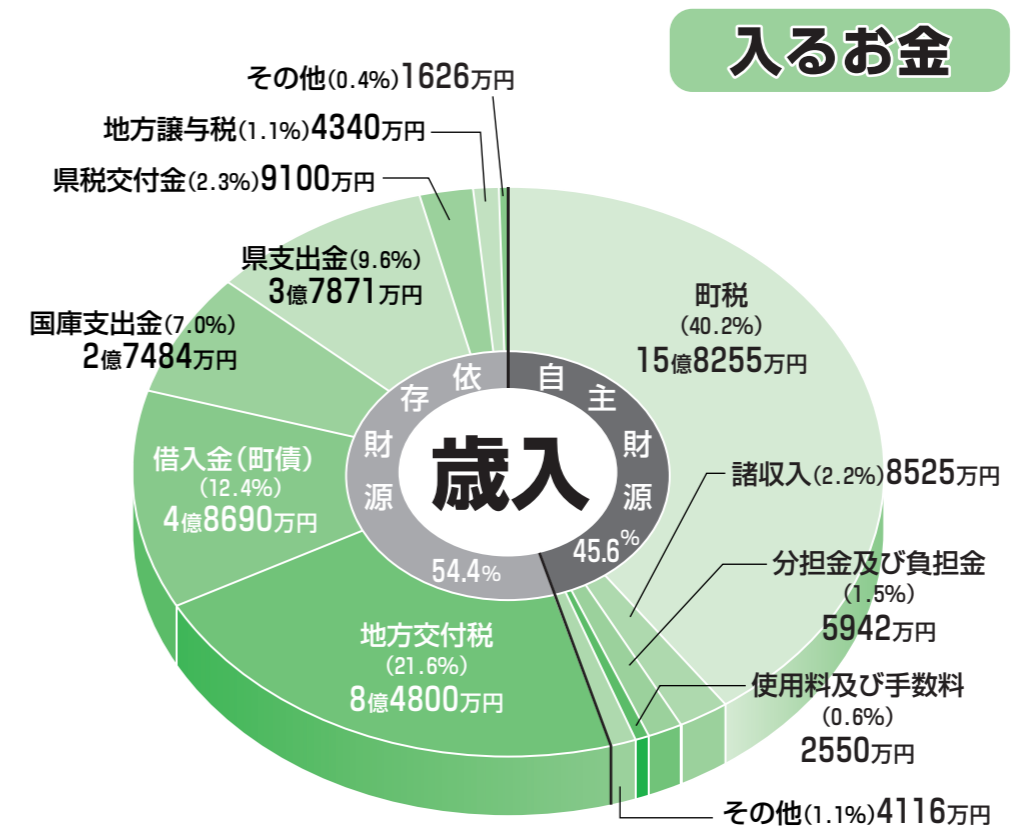 入るお金
その他(0.4%)1626万円
地方譲与税(1.1%)4340万円
県税交付金(2.3%)9100万円
県支出金(9.6%)
3億7871万円
国庫支出金(7.0%)
2億7484万円
借入金(町債)
(12.4%)
4億8690万円
地方交付税
(21.6%)
8億4800万円
町税
(40.2%)
15億8255万円
諸収入(2.2%)8525万円
分担金及び負担金
(1.5%)
5942万円
使用料及び手数料
(0.6%)
2550万円
その他(1.1%)4116万円
歳入
自主財源
45.6%
依存財源
54.4%